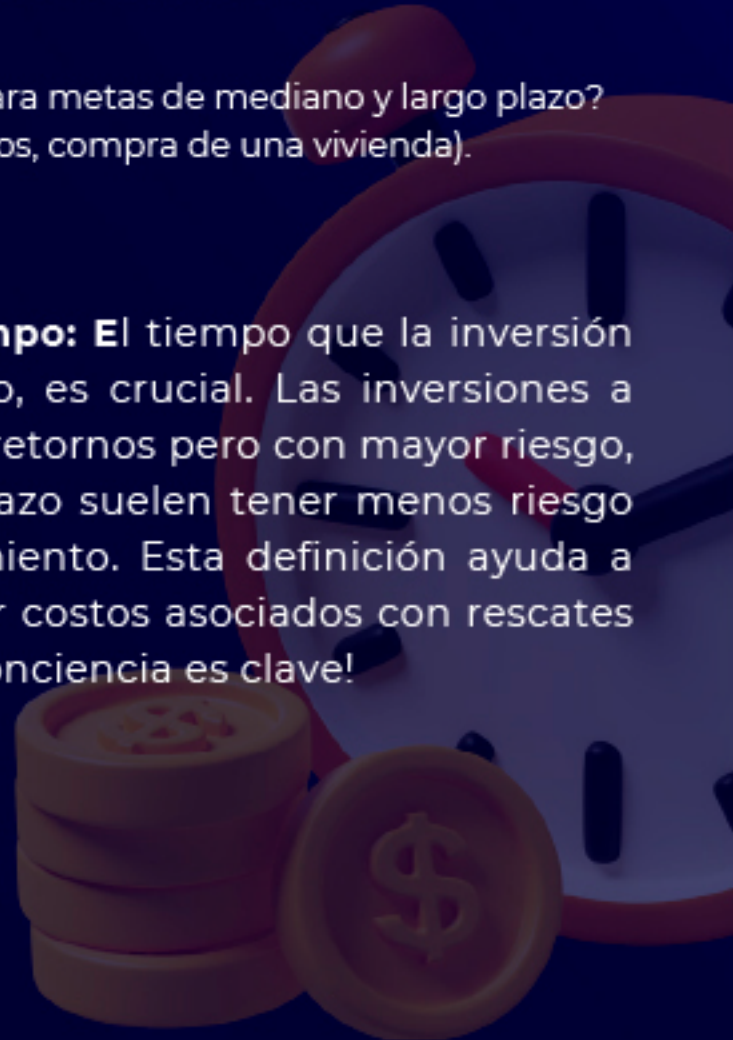 ara metas de mediano y largo plazo?
os, compra de una vivienda).
mpo: El tiempo que la inversión
o, es crucial. Las inversiones a
retornos pero con mayor riesgo,
azo suelen tener menos riesgo
niento. Esta definición ayuda a
r costos asociados con rescates
onciencia es clave!